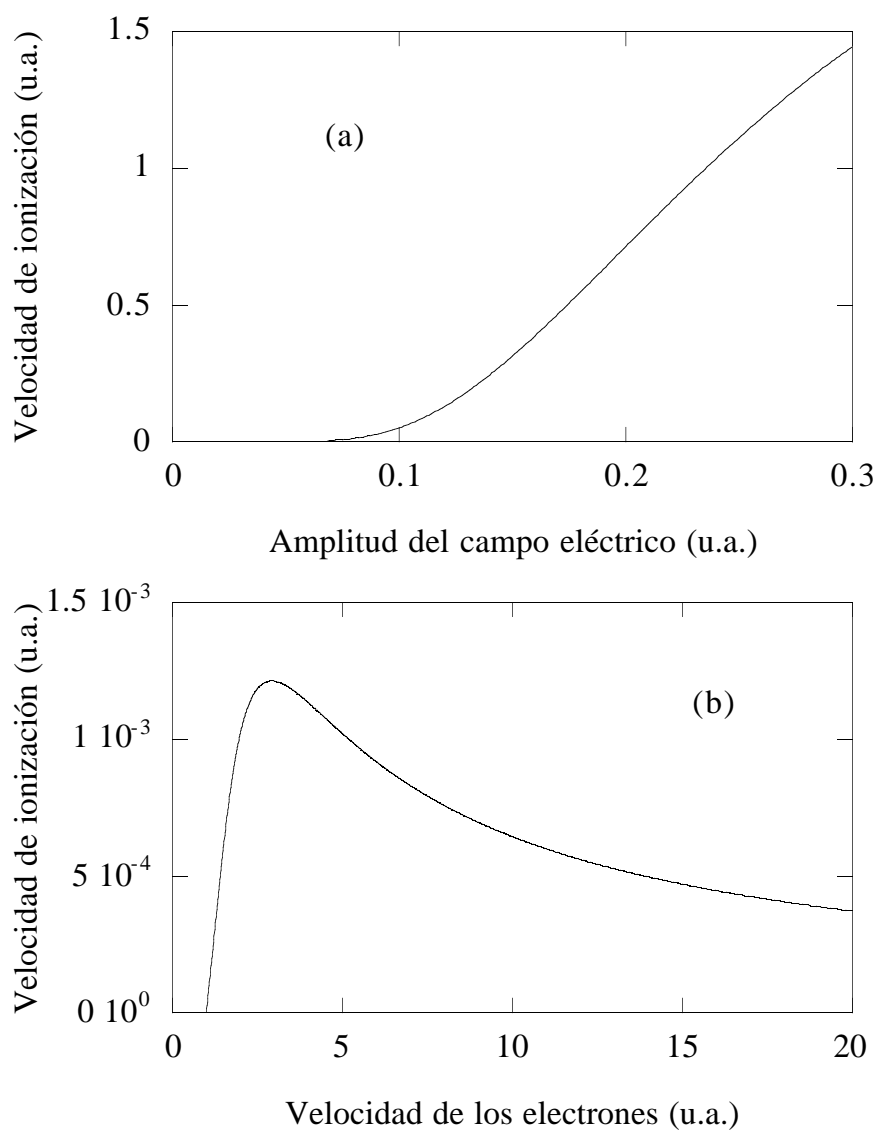 Velocidad de ionización (u.a.)
1.5
1
0.5
0
(a)
0 0.1 0.2 0.3
Amplitud del campo eléctrico (u.a.)
Velocidad de ionización (u.a.)
1.5 10-3
1 10-3
5 10-4
0 100
(b)
0 5 10 15 20
Velocidad de los electrones (u.a.)